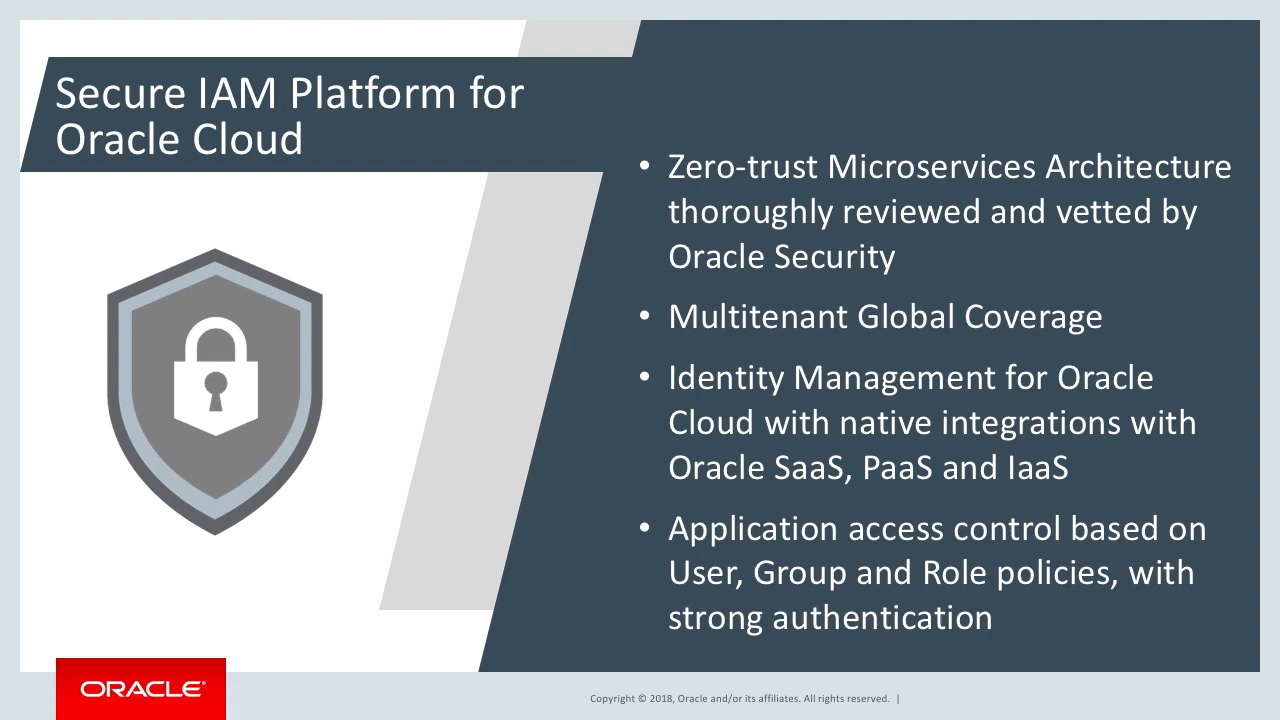 Secure IAM Platform for
Oracle Cloud
• Zero-trust Microservices Architecture
thoroughly reviewed and vetted by
Oracle Security
• Multitenant Global Coverage
• Identity Management for Oracle
Cloud with native integrations with
Oracle SaaS, PaaS and IaaS
• Application access control based on
User, Group and Role policies, with
strong authentication
ORACLE®
Copyright © 2018, Oracle and/or its affiliates. All rights reserved. |